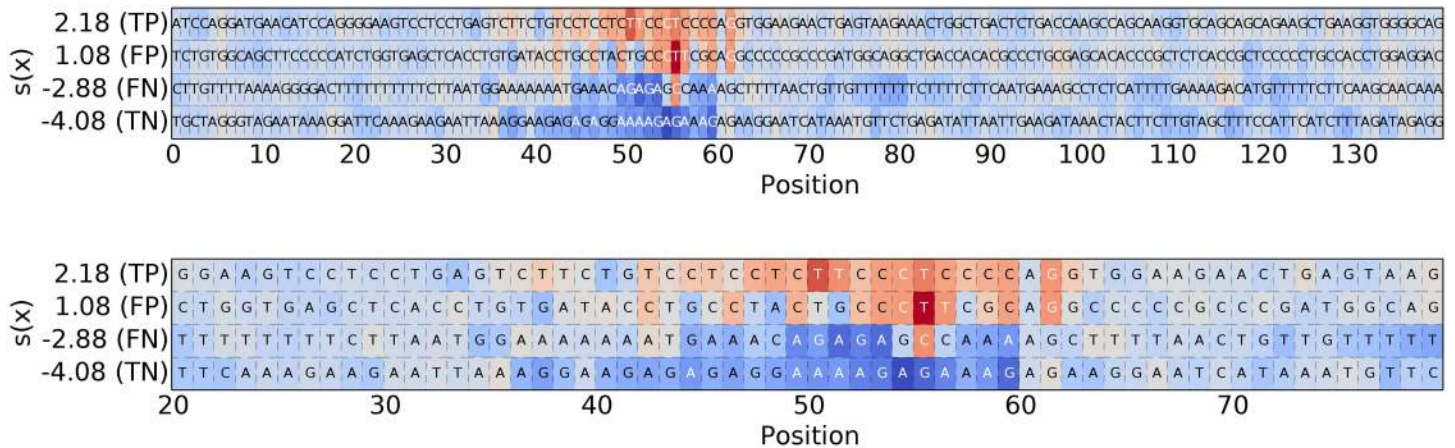 s(x)
2.18 (TP) ATCCAGGATGAACATCCAGGGGAAGTCCTCCTGAGTCTTCTGTCCTCCTCTTCCCTCCCCAGGTGGAAGAACTGAGTAAGAAACTGGCTGACTCTGACCAAGCCAGCAAGGTGCAGCAGCAGAAGCTGAAGGTGGGGCAG
1.08 (FP) TCTGTGGCAGCTTCCCCCATCTGGTGAGCTCACCTGTGATACCTGCCTACTGCCCTTCGCAGGCCCCCGCCCGATGGCAGGCTGACCACACGCCCTGCGAGCACACCCGCTCTCACCGCTCCCCCTGCCACCTGGAGGAC
-2.88 (FN) CTTGTTTTAAAAGGGGACTTTTTTTTTTCTTAATGGAAAAAAATGAAACAGAGAGCCAAAAGCTTTTAACTGTTGTTTTTTTCTTTTCTTCAATGAAAGCCTCTCATTTTGAAAAGACATGTTTTTCTTCAAGCAACAAA
-4.08 (TN) TGCTAGGGTAGAATAAAGGATTCAAAGAAGAATTAAAGGAAGAGAGAGGAAAAGAGAAAGAGAAGGAATCATAAATGTTCTGAGATATTAATTGAAGATAAACTACTTCTTGTAGCTTTCCATTCATCTTTAGATAGAGG
0 10 20 30 40 50 60 70 80 90 100 110 120 130
Position
s(x)
2.18 (TP) G G A A G T C C T C C T G A G T C T T C T G T C C T C C T C T T C C C T C C C C A G G T G G A A G A A C T G A G T A A G
1.08 (FP) C T G G T G A G C T C A C C T G T G A T A C C T G C C T A C T G C C C T T C G C A G G C C C C C G C C C G A T G G C A G
-2.88 (FN) T T T T T T T T C T T A A T G G A A A A A A A T G A A A C A G A G A G C C A A A A G C T T T T A A C T G T T G T T T T T
-4.08 (TN) T T C A A A G A A G A A T T A A A G G A A G A G A G A G G A A A A G A G A A A G A G A A G G A A T C A T A A A T G T T C
20 30 40 50 60 70
Position